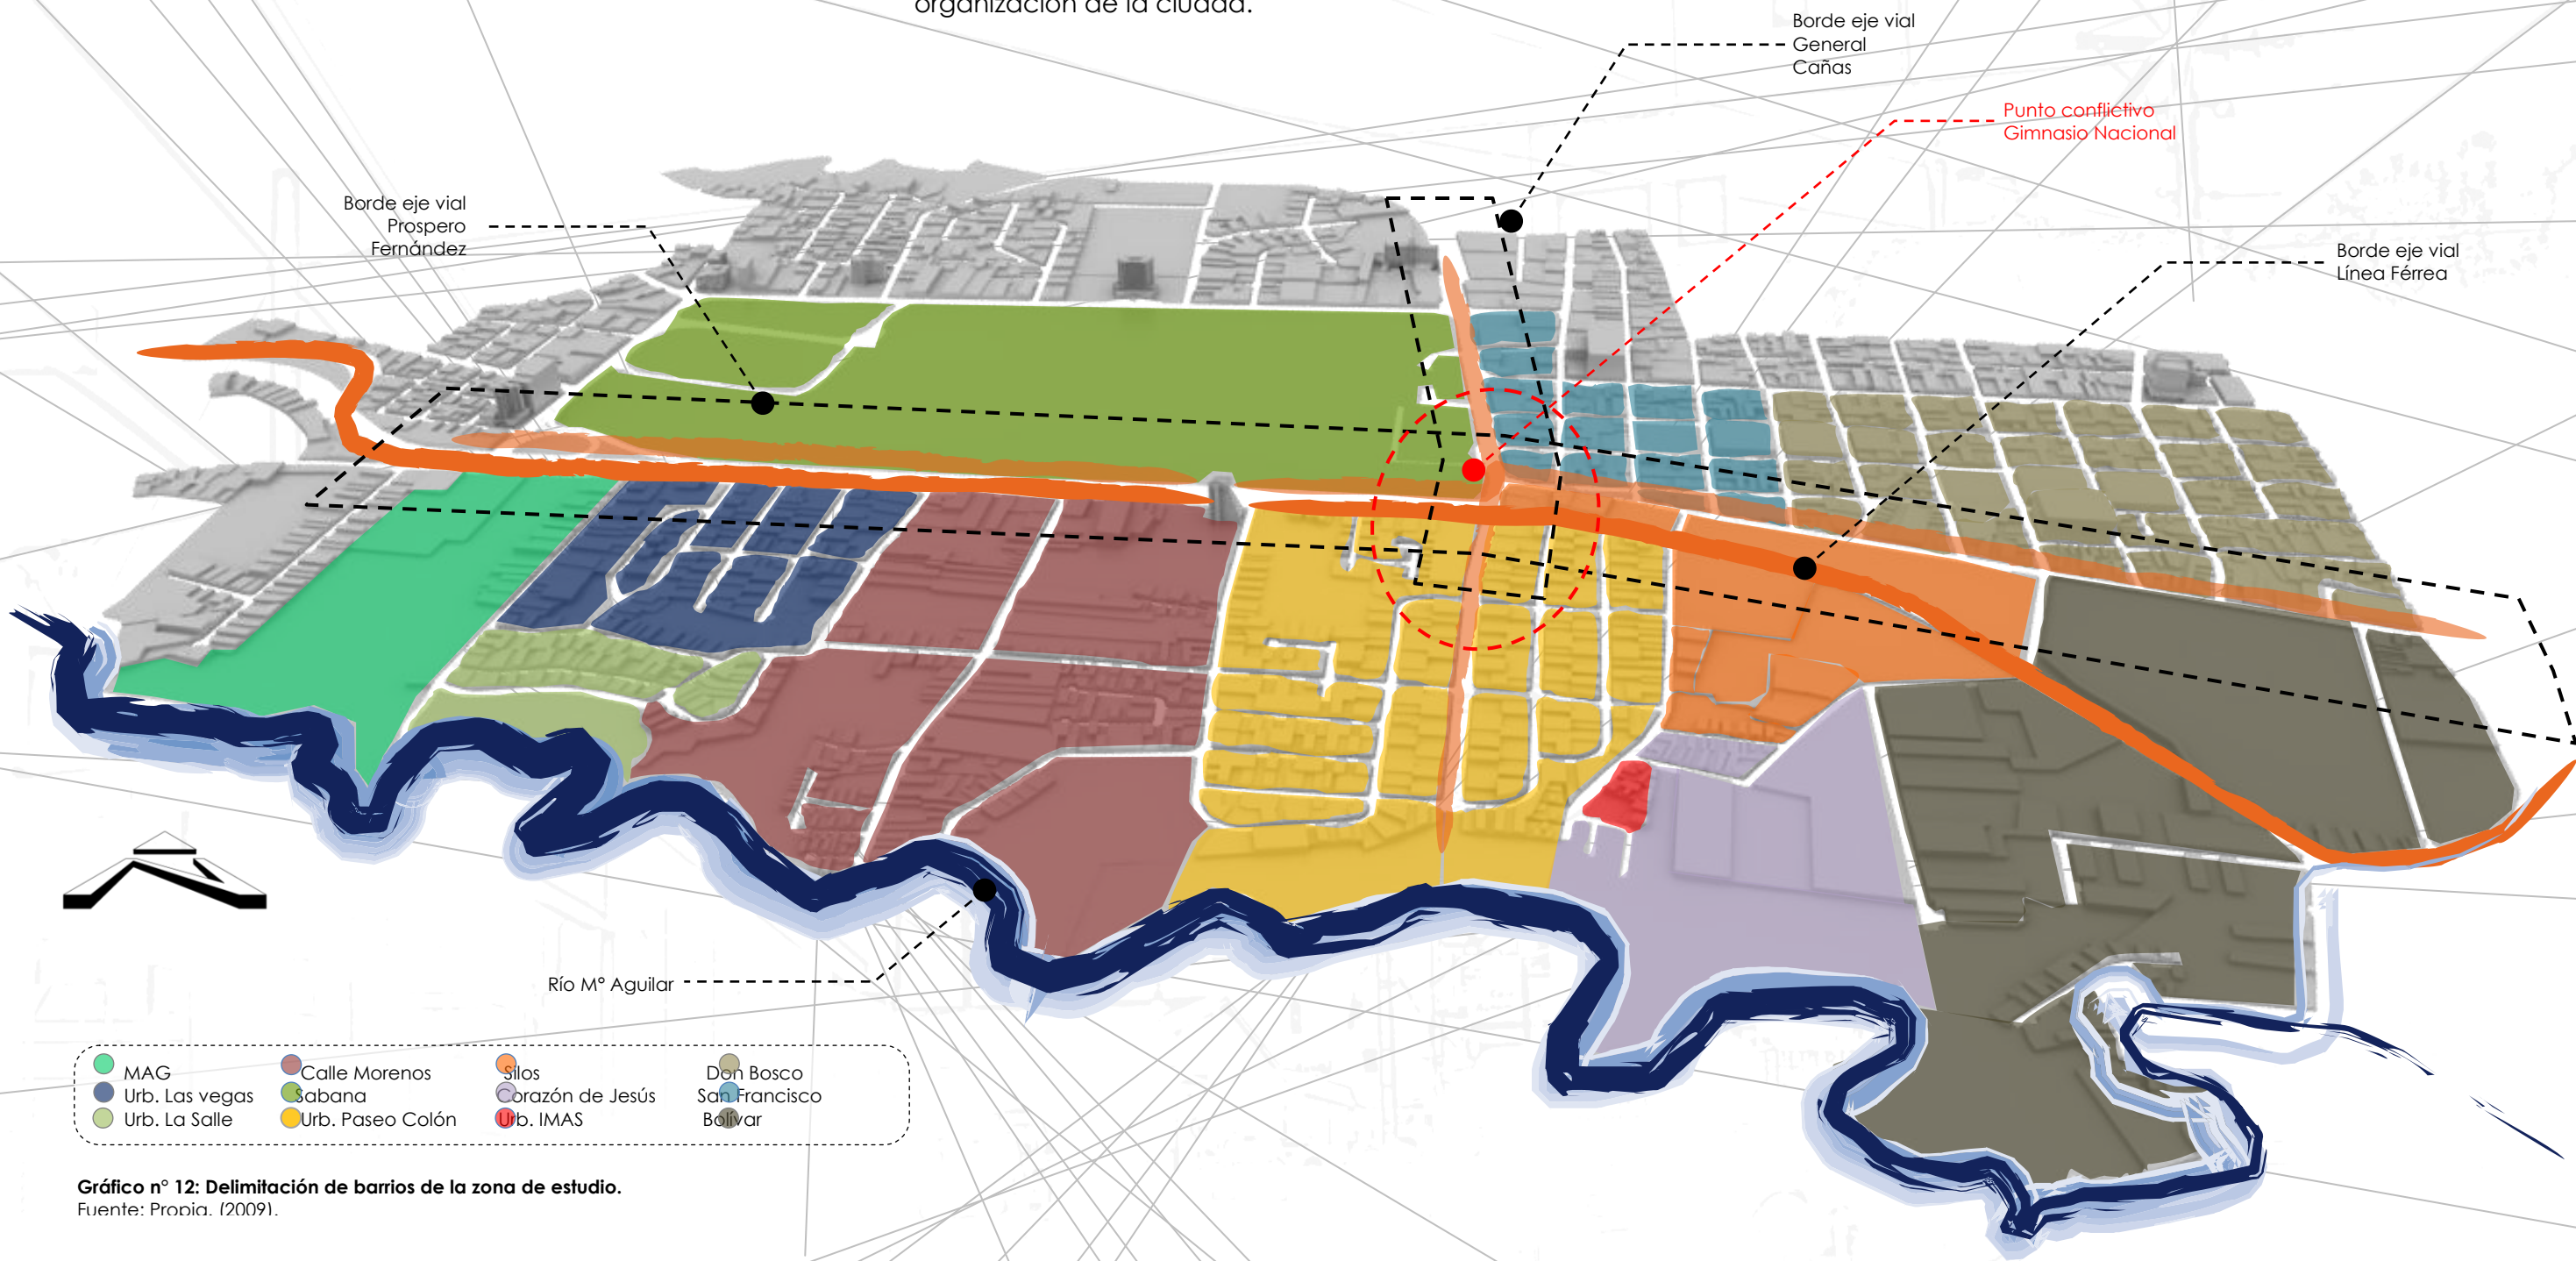 organización de la ciudad.
Borde eje vial
General
Cañas
Punto conflictivo
Gimnasio Nacional
Borde eje vial
Prospero
Fernández
Borde eje vial
Línea Férrea
Río Mº Aguilar
MAG
Urb. Las vegas
Urb. La Salle
Calle Morenos
Sabana
Urb. Paseo Colón
Silos
Corazón de Jesús
Urb. IMAS
Don Bosco
San Francisco
Bolívar
Gráfico n° 12: Delimitación de barrios de la zona de estudio.
Fuente: Propia. (2009).